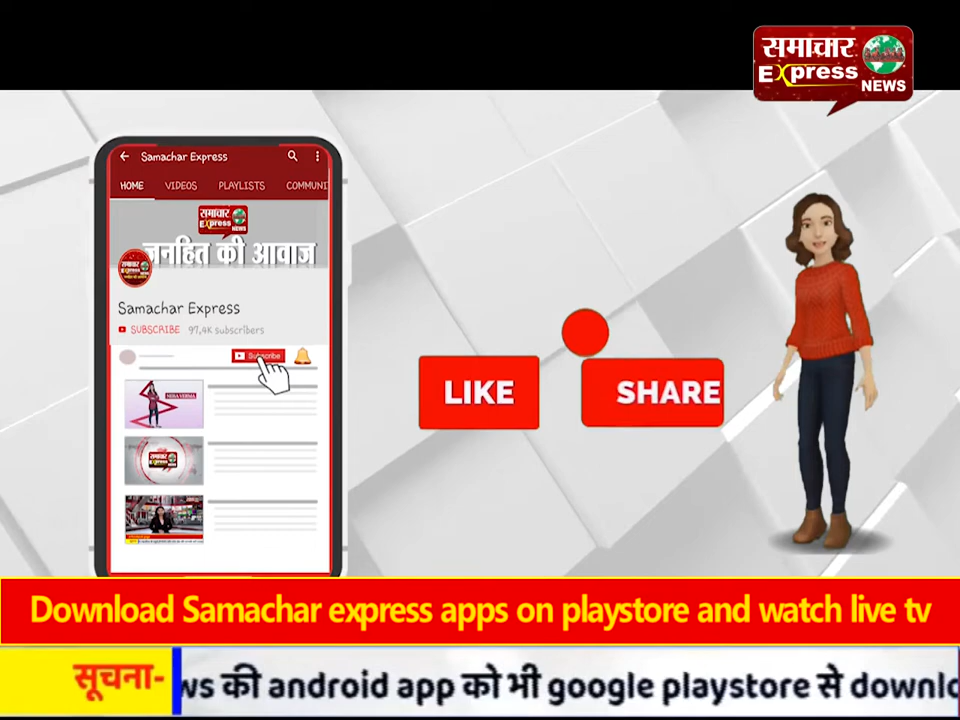 समाचार
Express
NEWS
Samachar Express
HOME VIDEOS PLAYLISTS COMMUNI
समाचार
Express
NEWS
जनहित की आवाज
Samachar Express
SUBSCRIBE 97.4K subscribers
Subscribe
LIKE
SHARE
Download Samachar express apps on playstore and watch live tv
सूचना- ws की android app को भी google playstore से downlo